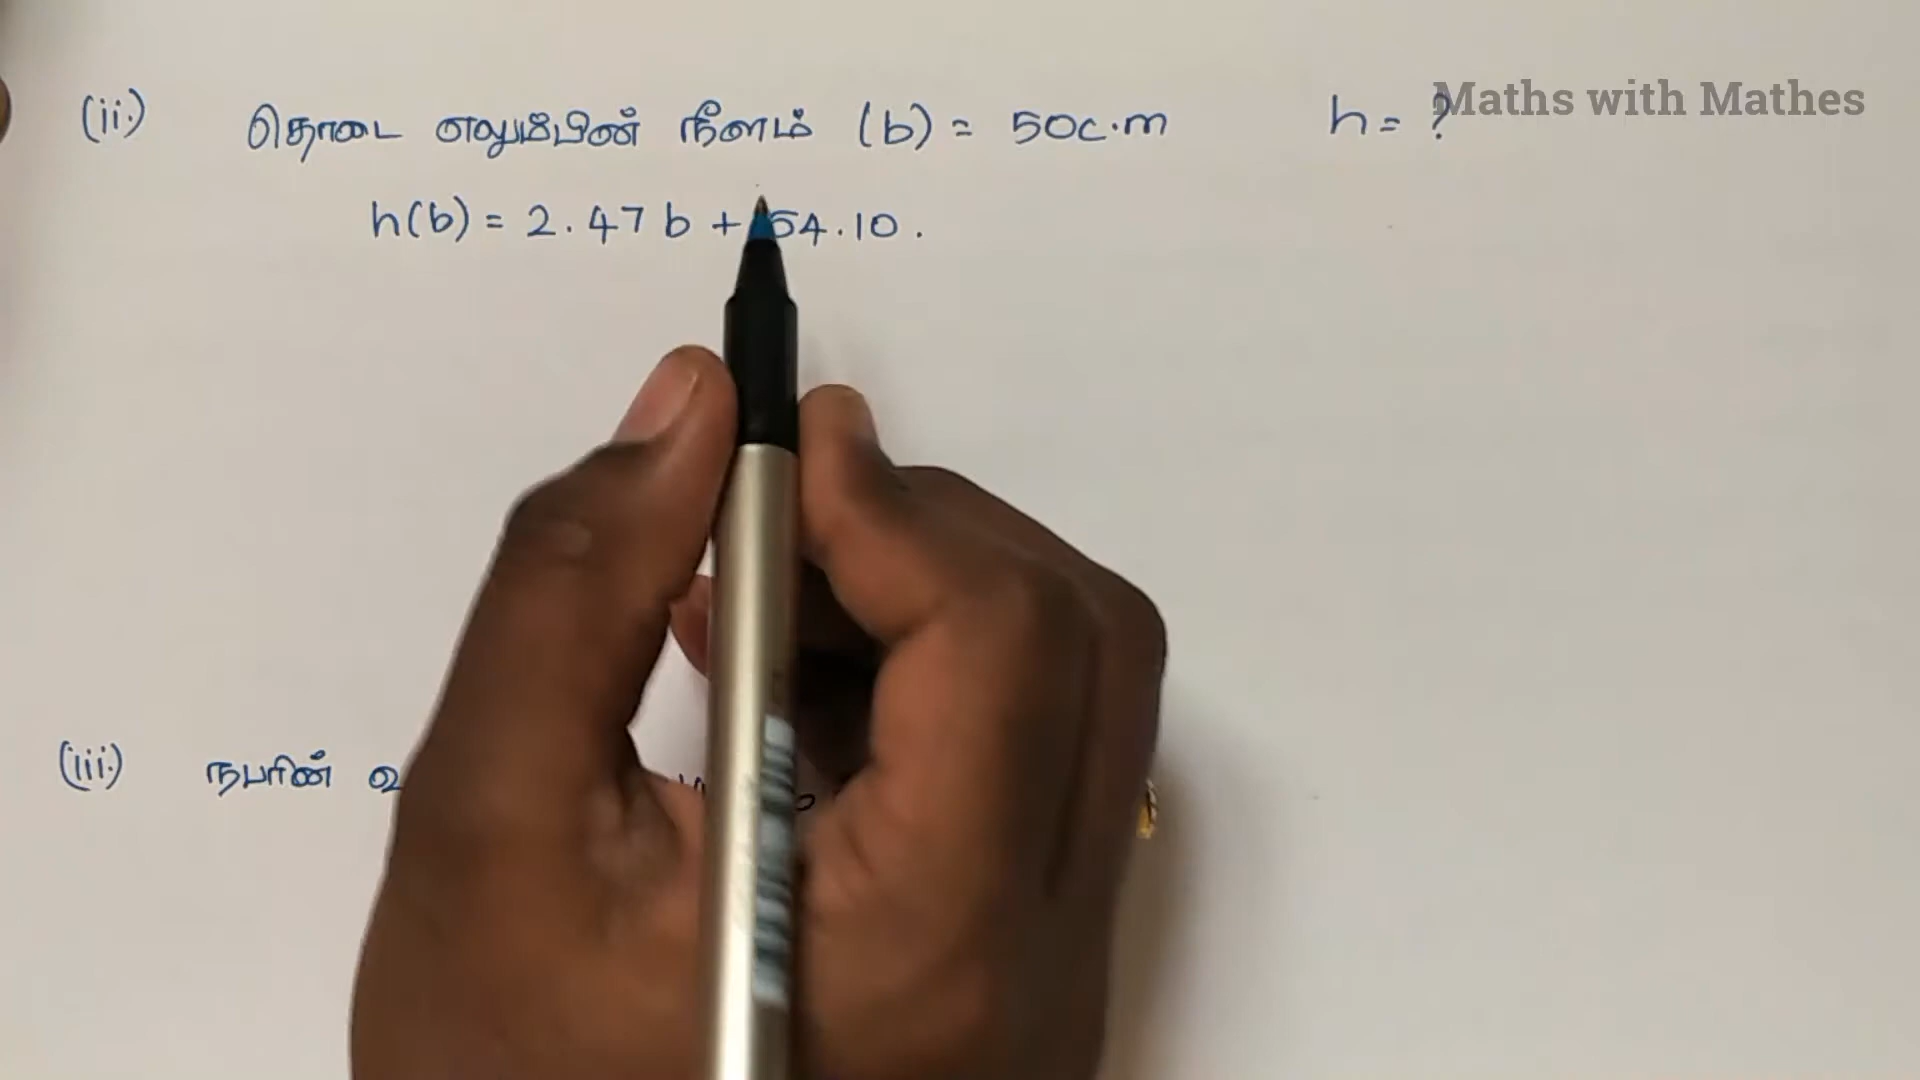 Maths with Mathes
(ii.) தொடை எலும்பின் நீளம் (b) = 50c.m h = ?
h(b) = 2.47 b + 54.10.
(iii.) நபரின்